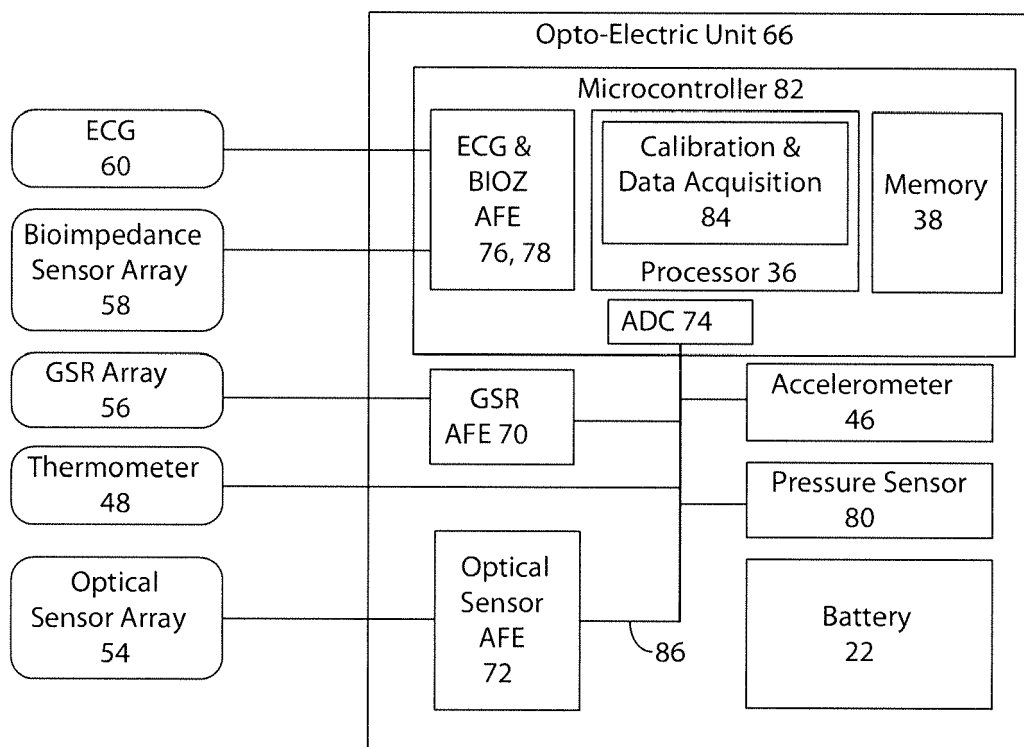 Opto-Electric Unit 66
Microcontroller 82
ECG
60
Bioimpedance
Sensor Array
58
GSR Array
56
Thermometer
48
Optical
Sensor Array
54
ECG &
BIOZ
AFE
76, 78
Calibration &
Data Acquisition
84
Processor 36
Memory
38
ADC 74
GSR
AFE 70
Accelerometer
46
Pressure Sensor
80
Optical
Sensor
AFE
72
86
Battery
22